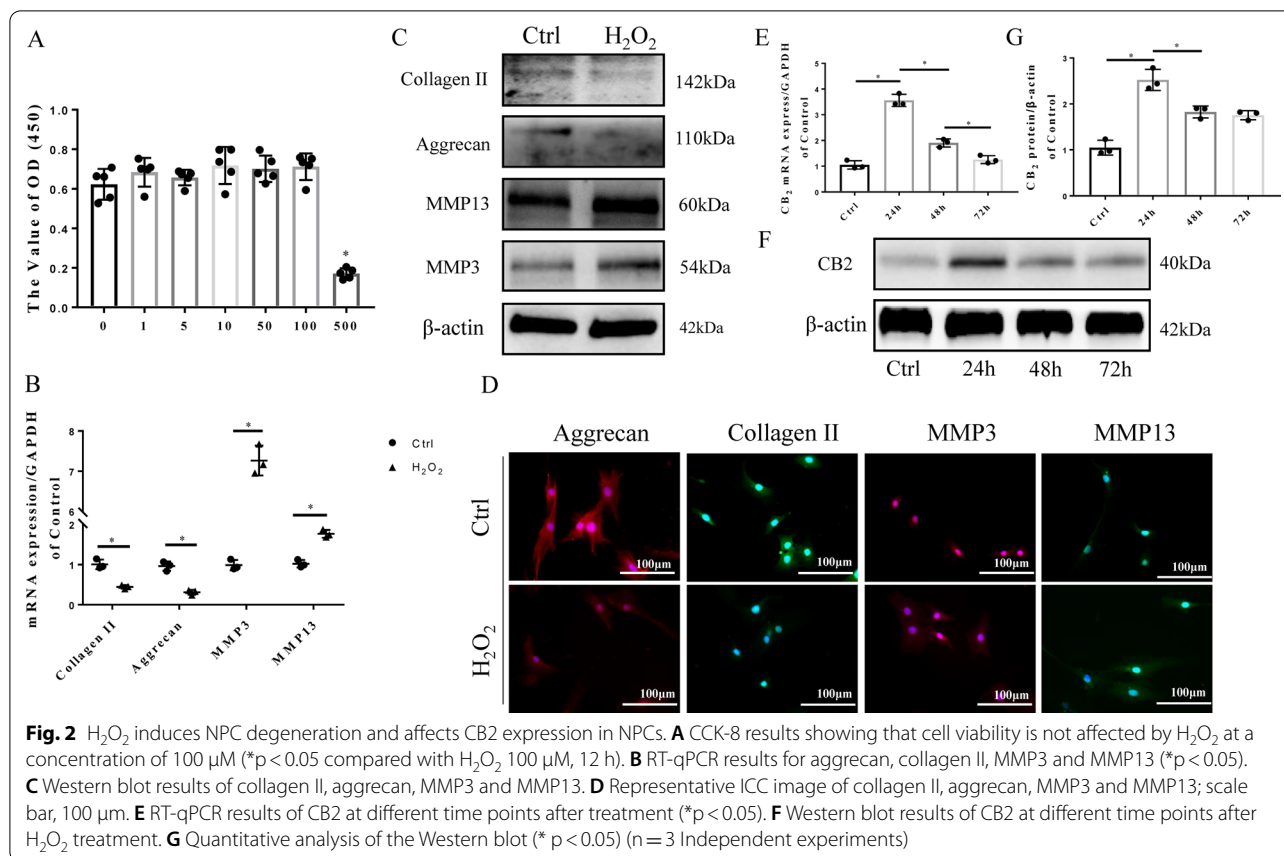 A
The Value of OD (450)
1.0
0.8
0.6
0.4
0.2
0.0
*
0 1 5 10 50 100 500
B
mRNA expression/GAPDH
of Control
8
7
6
2
1
0
* * * *
Ctrl
H₂O₂
Collagen II Aggrecan MMP3 MMP13
C
Ctrl H₂O₂
Collagen II 142kDa
Aggrecan 110kDa
MMP13 60kDa
MMP3 54kDa
β-actin 42kDa
E
CB₂ mRNA express/GAPDH
of Control
5
4
3
2
1
0
* * *
Ctrl 24h 48h 72h
G
CB₂ protein/β-actin
of Control
3
2
1
0
* *
Ctrl 24h 48h 72h
F
CB2 40kDa
β-actin 42kDa
Ctrl 24h 48h 72h
D
Aggrecan Collagen II MMP3 MMP13
Ctrl
100μm 100μm 100μm 100μm
H₂O₂
100μm 100μm 100μm 100μm
Fig. 2 H₂O₂ induces NPC degeneration and affects CB2 expression in NPCs. A CCK-8 results showing that cell viability is not affected by H₂O₂ at a
concentration of 100 μM (*p < 0.05 compared with H₂O₂ 100 μM, 12 h). B RT-qPCR results for aggrecan, collagen II, MMP3 and MMP13 (*p < 0.05).
C Western blot results of collagen II, aggrecan, MMP3 and MMP13. D Representative ICC image of collagen II, aggrecan, MMP3 and MMP13; scale
bar, 100 μm. E RT-qPCR results of CB2 at different time points after treatment (*p < 0.05). F Western blot results of CB2 at different time points after
H₂O₂ treatment. G Quantitative analysis of the Western blot (* p < 0.05) (n = 3 Independent experiments)